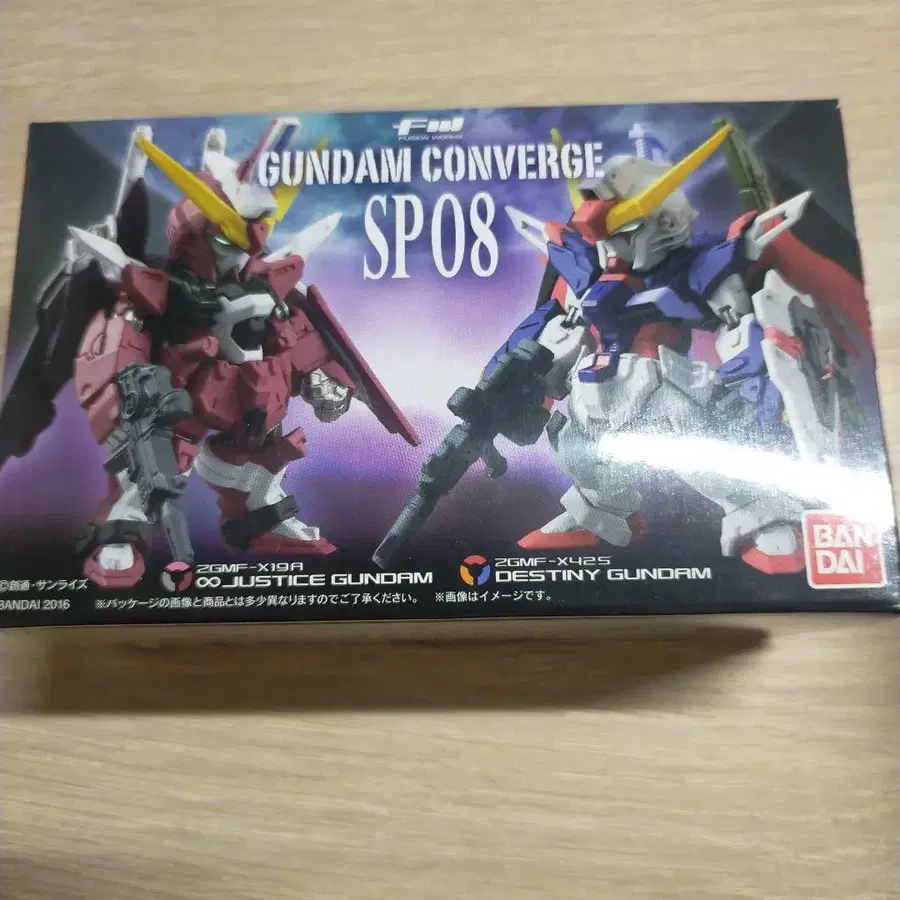 FW
FUSION WORKS
GUNDAM CONVERGE
SP08
ZGMF-X19A
∞ JUSTICE GUNDAM
ZGMF-X42S
DESTINY GUNDAM
BAN
DAI
©創通・サンライズ
BANDAI 2016 ※パッケージの画像と商品とは多少異なりますのでご了承ください。 ※画像はイメージです。